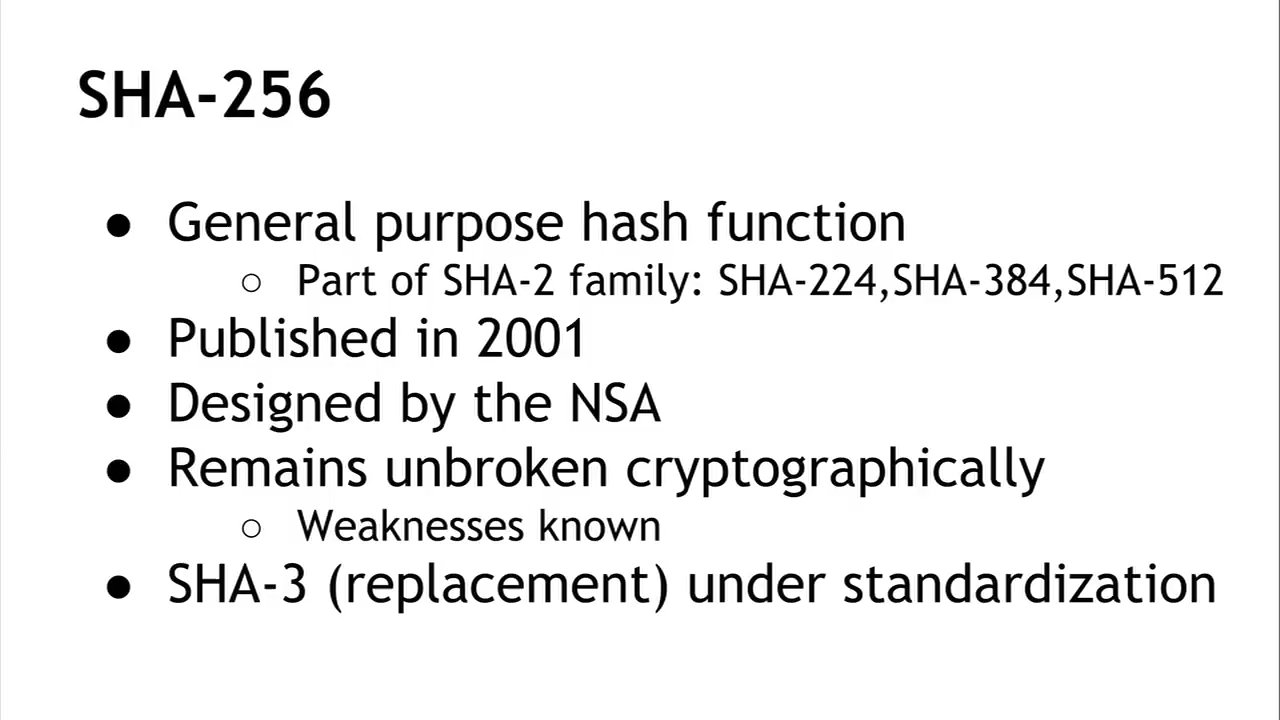 SHA-256
● General purpose hash function
○ Part of SHA-2 family: SHA-224,SHA-384,SHA-512
● Published in 2001
● Designed by the NSA
● Remains unbroken cryptographically
○ Weaknesses known
● SHA-3 (replacement) under standardization